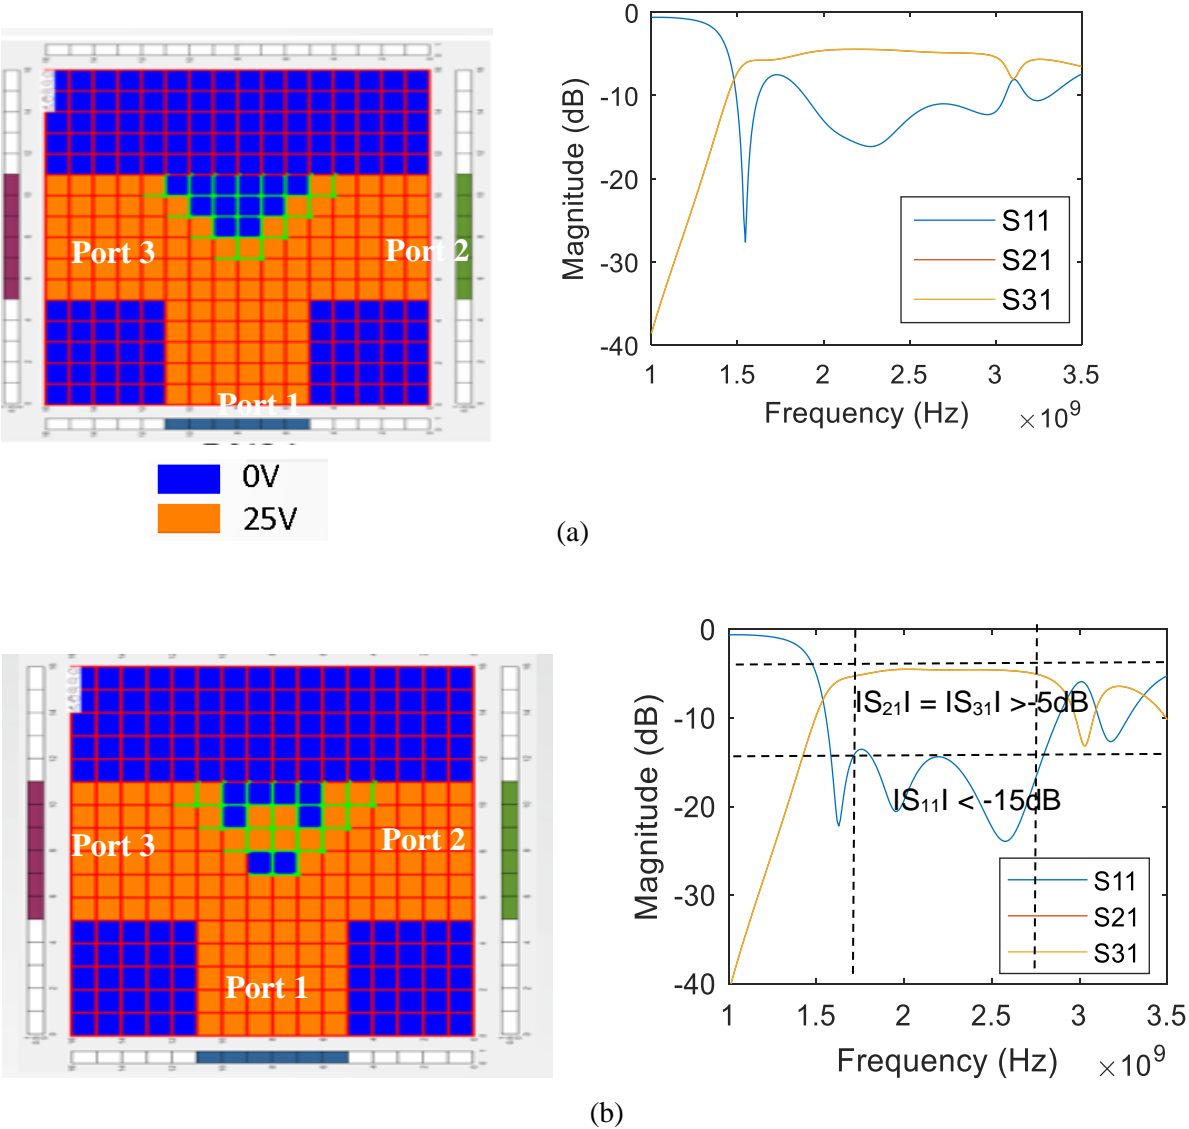 Port 3
Port 2
Port 1
0V
25V
0
-10
-20
-30
-40
Magnitude (dB)
S11
S21
S31
1
1.5
2
2.5
3
3.5
Frequency (Hz)
×10⁹
(a)
Port 3
Port 2
Port 1
0
-10
-20
-30
-40
Magnitude (dB)
IS₂₁I = IS₃₁I >-5dB
IS₁₁I < -15dB
S11
S21
S31
1
1.5
2
2.5
3
3.5
Frequency (Hz)
×10⁹
(b)